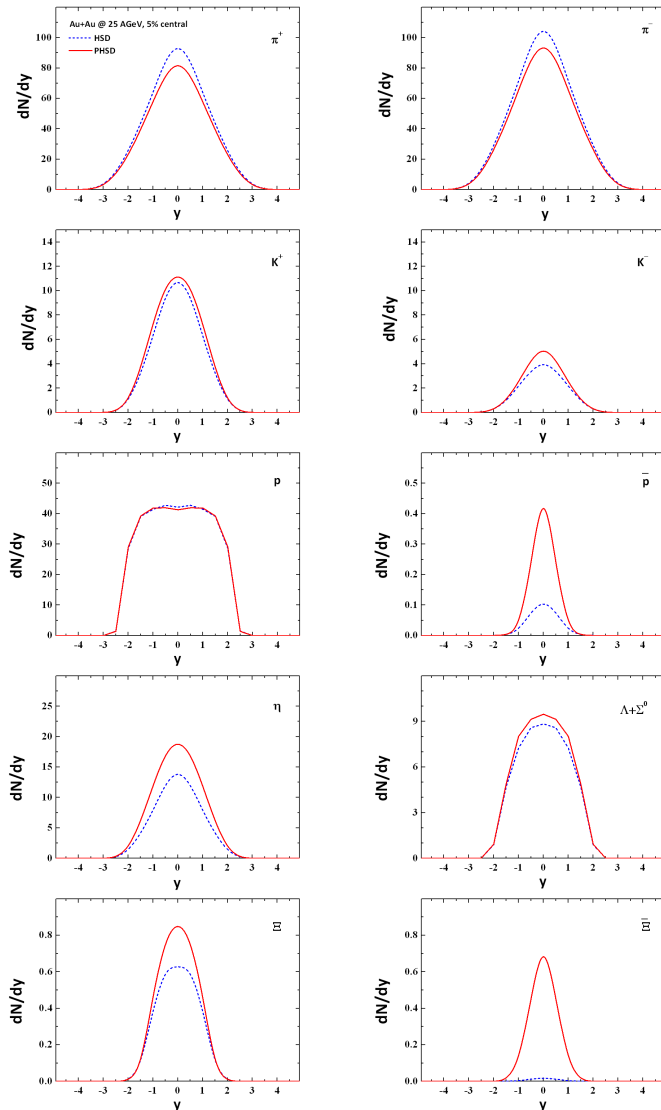 Au+Au @ 25 AGeV, 5% central
HSD
PHSD
π⁺
dN/dy
120
100
80
60
40
20
0
-4 -3 -2 -1 0 1 2 3 4
y
π⁻
dN/dy
100
80
60
40
20
0
-4 -3 -2 -1 0 1 2 3 4
y
K⁺
dN/dy
14
12
10
8
6
4
2
0
-4 -3 -2 -1 0 1 2 3 4
y
K⁻
dN/dy
14
12
10
8
6
4
2
0
-4 -3 -2 -1 0 1 2 3 4
y
p
dN/dy
50
40
30
20
10
0
-4 -3 -2 -1 0 1 2 3 4
y
p̅
dN/dy
0.5
0.4
0.3
0.2
0.1
0.0
-4 -3 -2 -1 0 1 2 3 4
y
η
dN/dy
25
20
15
10
5
0
-4 -3 -2 -1 0 1 2 3 4
y
Λ+Σ⁰
dN/dy
9
6
3
0
-4 -3 -2 -1 0 1 2 3 4
y
Ξ
dN/dy
0.8
0.6
0.4
0.2
0.0
-4 -3 -2 -1 0 1 2 3 4
y
Ξ̅
dN/dy
0.8
0.6
0.4
0.2
0.0
-4 -3 -2 -1 0 1 2 3 4
y